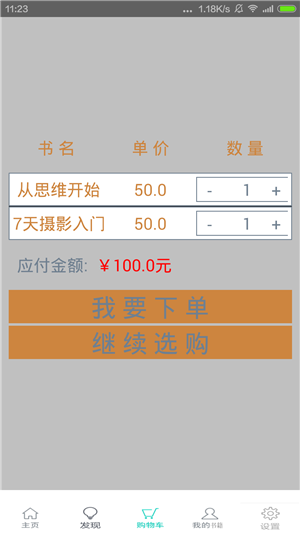 11:23 ... 1.18K/s
书名 单价 数量
从思维开始 50.0 - 1 +
7天摄影入门 50.0 - 1 +
应付金额: ￥100.0元
我要下单
继续选购
主页 发现 购物车 我的书籍 设置